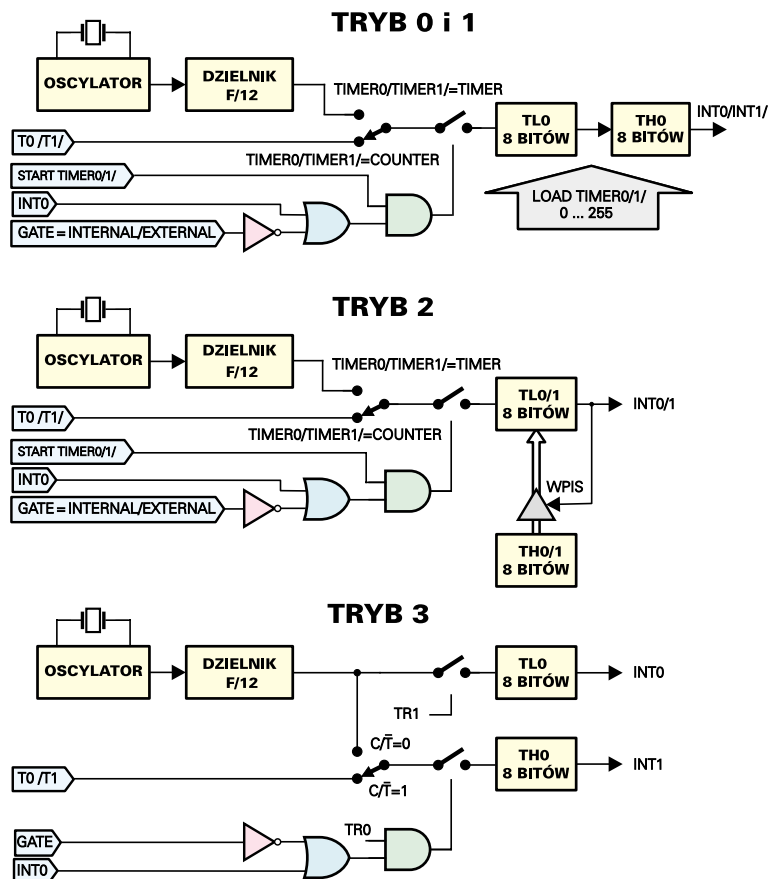 TRYB 0 i 1
OSCYLATOR
DZIELNIK
F/12
TIMER0/TIMER1/=TIMER
TL0
8 BITÓW
TH0
8 BITÓW
INT0/INT1/
T0 /T1/
TIMER0/TIMER1/=COUNTER
START TIMER0/1/
INT0
GATE = INTERNAL/EXTERNAL
LOAD TIMER0/1/
0 ... 255
TRYB 2
OSCYLATOR
DZIELNIK
F/12
TIMER0/TIMER1/=TIMER
TL0/1
8 BITÓW
INT0/1
T0 /T1/
TIMER0/TIMER1/=COUNTER
START TIMER0/1/
INT0
GATE = INTERNAL/EXTERNAL
WPIS
TH0/1
8 BITÓW
TRYB 3
OSCYLATOR
DZIELNIK
F/12
TL0
8 BITÓW
INT0
TR1
C/T̅=0
TH0
8 BITÓW
INT1
T0 /T1
C/T̅=1
TR0
GATE
INT0